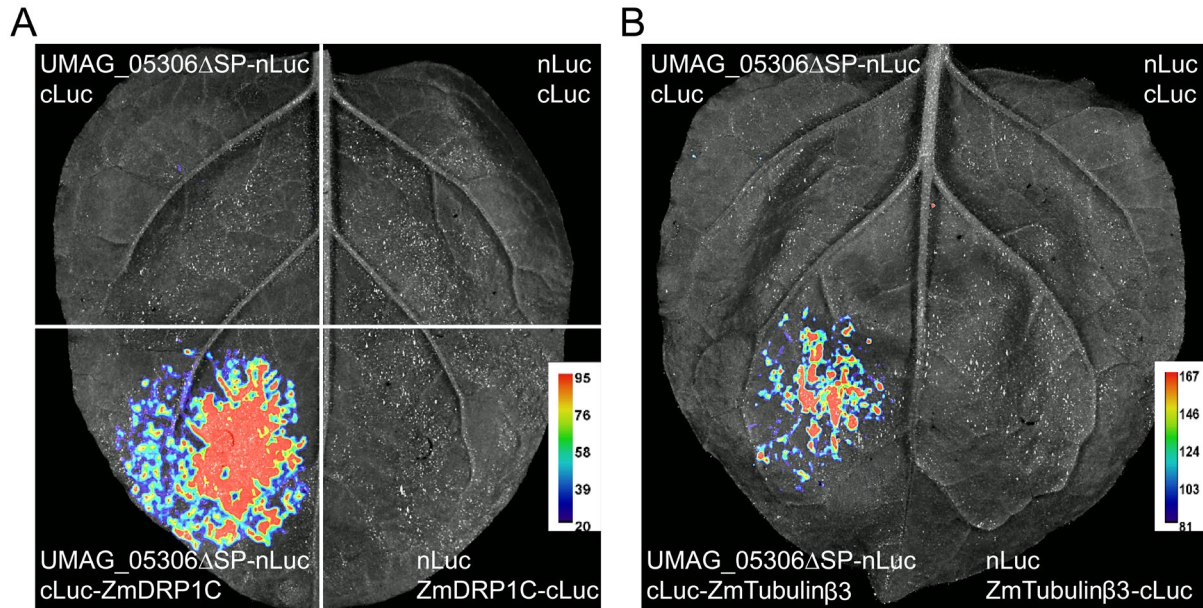 A
B
UMAG_05306ΔSP-nLuc
cLuc
nLuc
cLuc
UMAG_05306ΔSP-nLuc
cLuc
nLuc
cLuc
95
76
58
39
20
167
146
124
103
81
UMAG_05306ΔSP-nLuc
cLuc-ZmDRP1C
nLuc
ZmDRP1C-cLuc
UMAG_05306ΔSP-nLuc
cLuc-ZmTubulinβ3
nLuc
ZmTubulinβ3-cLuc